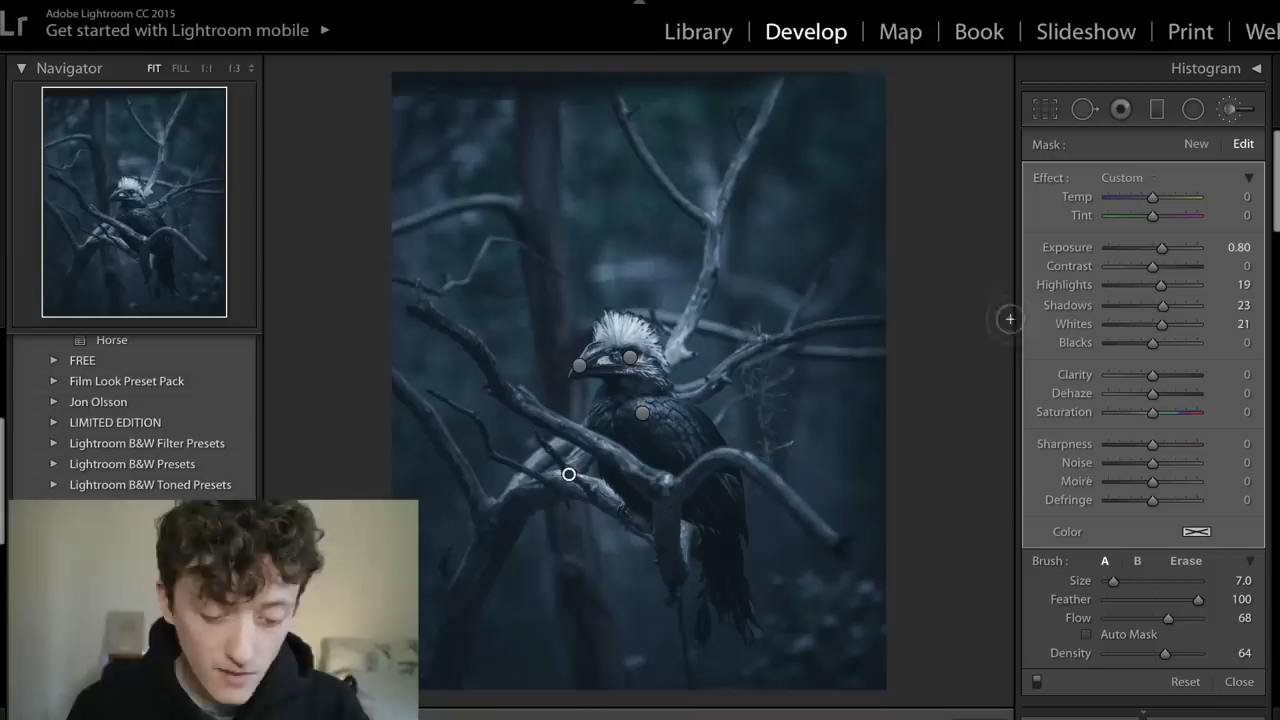 Lr
Adobe Lightroom CC 2015
Get started with Lightroom mobile
Library
Develop
Map
Book
Slideshow
Print
Wel
Navigator
FIT
FILL
1:1
1:3
Histogram
Mask :
New
Edit
Effect :
Custom
Temp
0
Tint
0
Exposure
0.80
Contrast
0
Highlights
19
Shadows
23
Whites
21
Blacks
0
Clarity
0
Dehaze
0
Saturation
0
Sharpness
0
Noise
0
Moiré
0
Defringe
0
Color
Brush :
A
B
Erase
Size
7.0
Feather
100
Flow
68
Auto Mask
Density
64
Reset
Close
Horse
FREE
Film Look Preset Pack
Jon Olsson
LIMITED EDITION
Lightroom B&W Filter Presets
Lightroom B&W Presets
Lightroom B&W Toned Presets